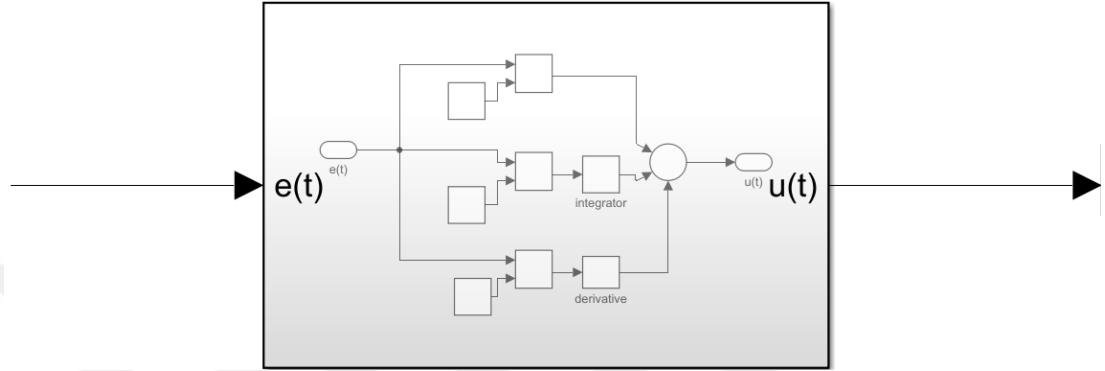 e(t)
u(t)
e(t)
u(t)
integrator
derivative